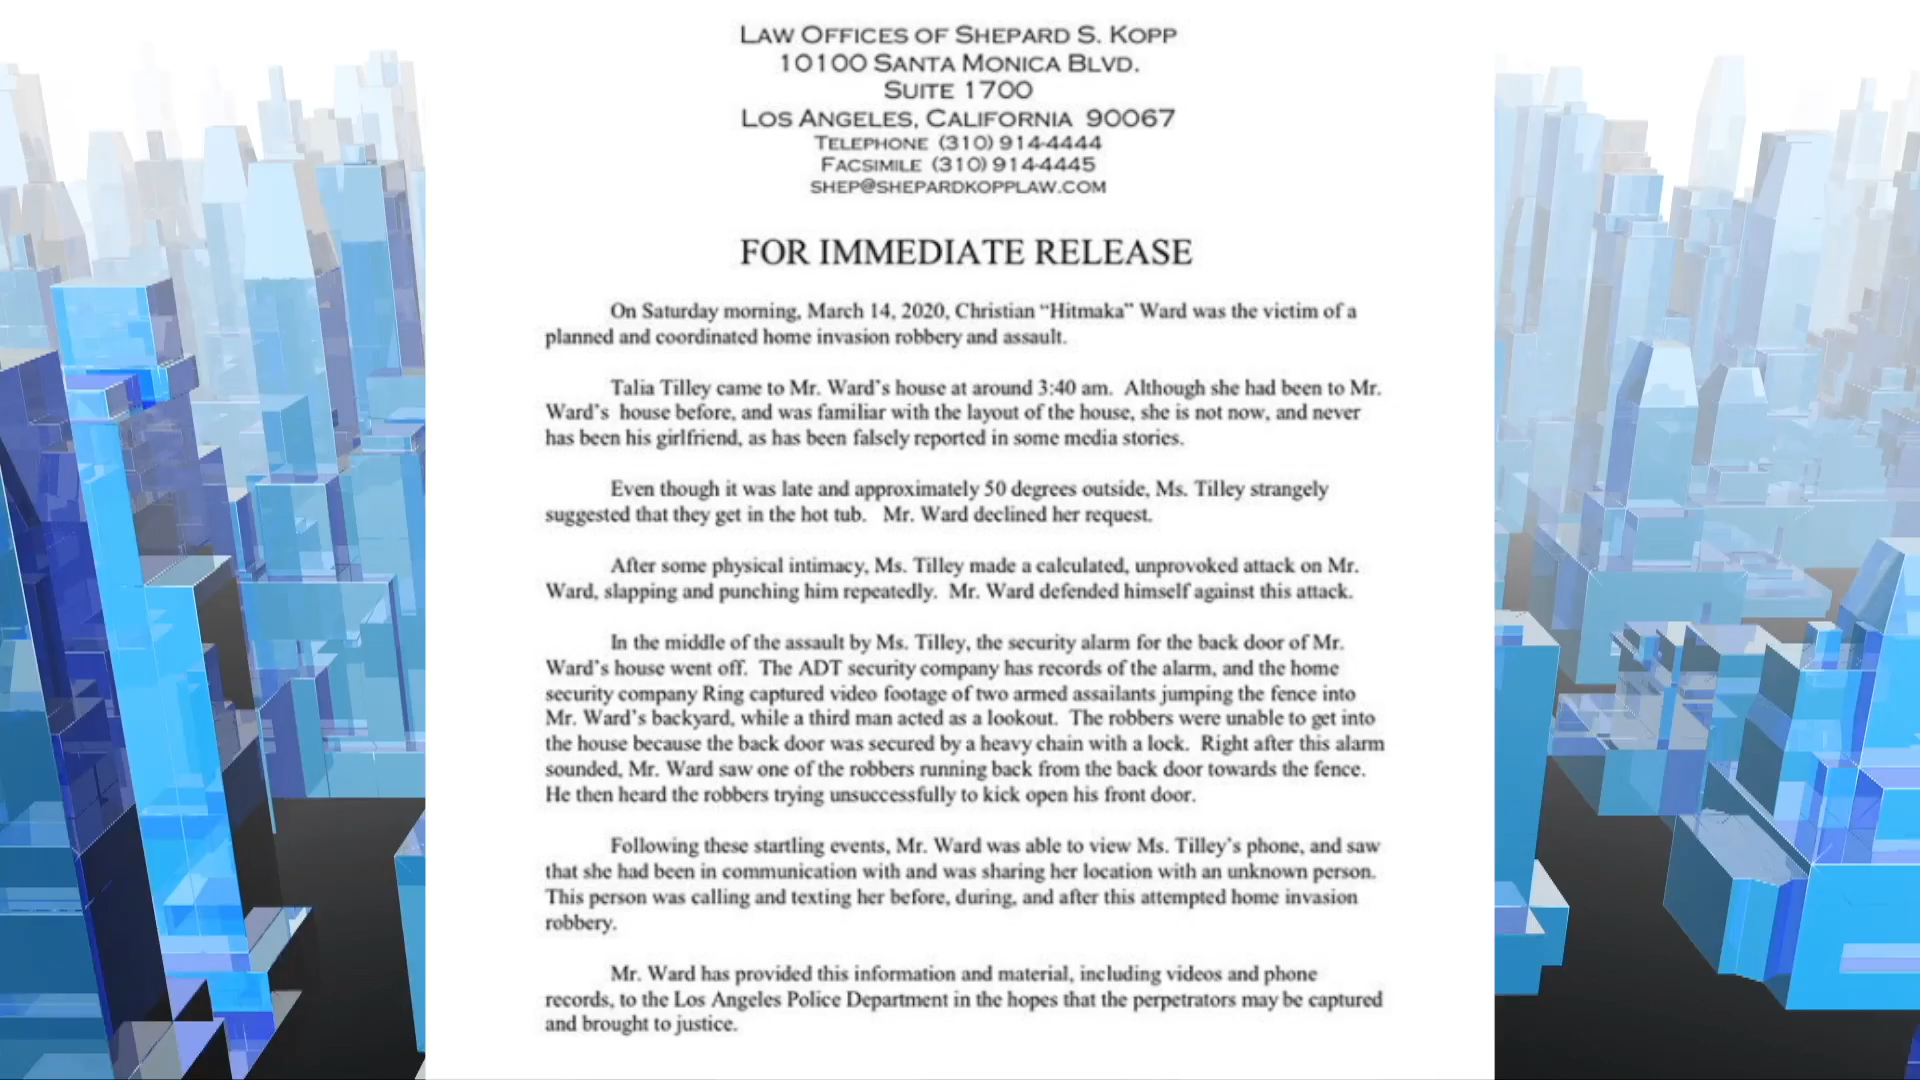 LAW OFFICES OF SHEPARD S. KOPP
10100 SANTA MONICA BLVD.
SUITE 1700
LOS ANGELES, CALIFORNIA 90067
TELEPHONE (310) 914-4444
FACSIMILE (310) 914-4445
SHEP@SHEPARDKOPPLAW.COM
FOR IMMEDIATE RELEASE
On Saturday morning, March 14, 2020, Christian “Hitmaka” Ward was the victim of a
planned and coordinated home invasion robbery and assault.
Talia Tilley came to Mr. Ward’s house at around 3:40 am. Although she had been to Mr.
Ward’s house before, and was familiar with the layout of the house, she is not now, and never
has been his girlfriend, as has been falsely reported in some media stories.
Even though it was late and approximately 50 degrees outside, Ms. Tilley strangely
suggested that they get in the hot tub. Mr. Ward declined her request.
After some physical intimacy, Ms. Tilley made a calculated, unprovoked attack on Mr.
Ward, slapping and punching him repeatedly. Mr. Ward defended himself against this attack.
In the middle of the assault by Ms. Tilley, the security alarm for the back door of Mr.
Ward’s house went off. The ADT security company has records of the alarm, and the home
security company Ring captured video footage of two armed assailants jumping the fence into
Mr. Ward’s backyard, while a third man acted as a lookout. The robbers were unable to get into
the house because the back door was secured by a heavy chain with a lock. Right after this alarm
sounded, Mr. Ward saw one of the robbers running back from the back door towards the fence.
He then heard the robbers trying unsuccessfully to kick open his front door.
Following these startling events, Mr. Ward was able to view Ms. Tilley’s phone, and saw
that she had been in communication with and was sharing her location with an unknown person.
This person was calling and texting her before, during, and after this attempted home invasion
robbery.
Mr. Ward has provided this information and material, including videos and phone
records, to the Los Angeles Police Department in the hopes that the perpetrators may be captured
and brought to justice.